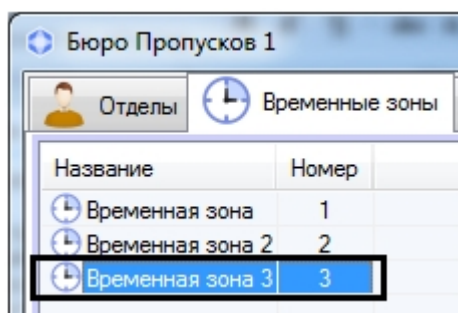 Бюро Пропусков 1
Отделы Временные зоны
Название Номер
Временная зона 1
Временная зона 2 2
Временная зона 3 3